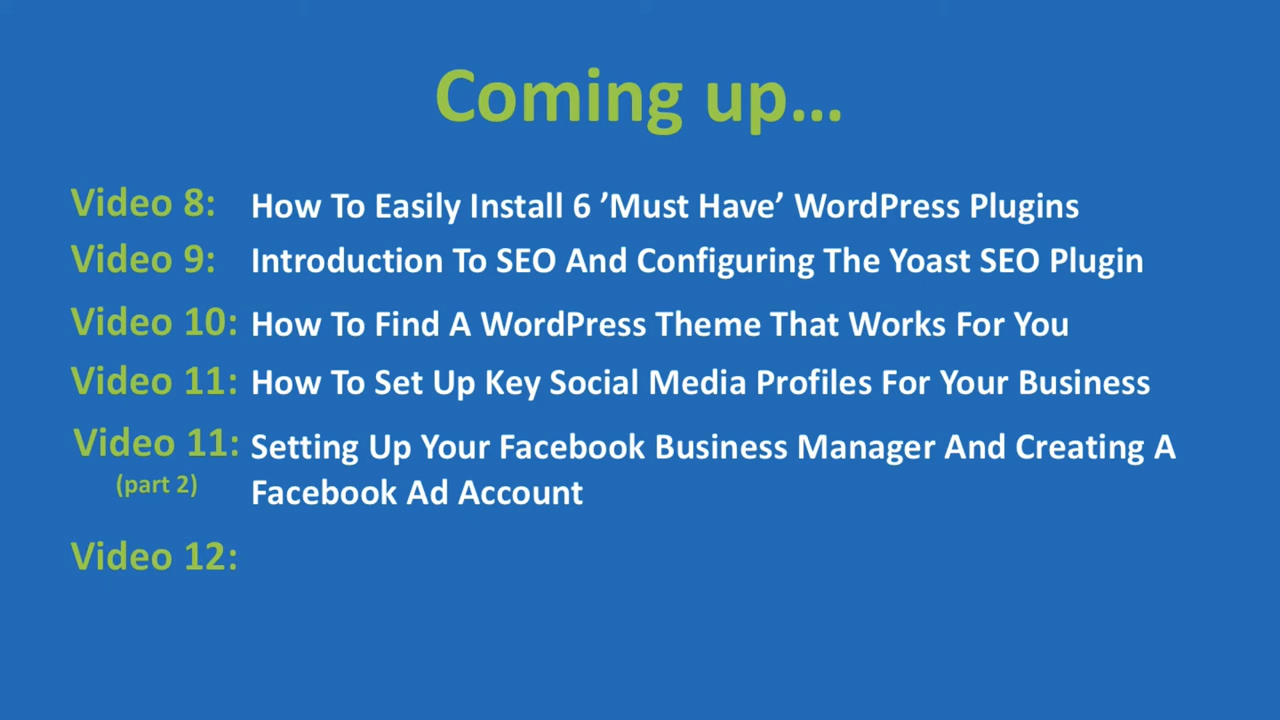 Coming up...
Video 8: How To Easily Install 6 ’Must Have’ WordPress Plugins
Video 9: Introduction To SEO And Configuring The Yoast SEO Plugin
Video 10: How To Find A WordPress Theme That Works For You
Video 11: How To Set Up Key Social Media Profiles For Your Business
Video 11: Setting Up Your Facebook Business Manager And Creating A
(part 2) Facebook Ad Account
Video 12: